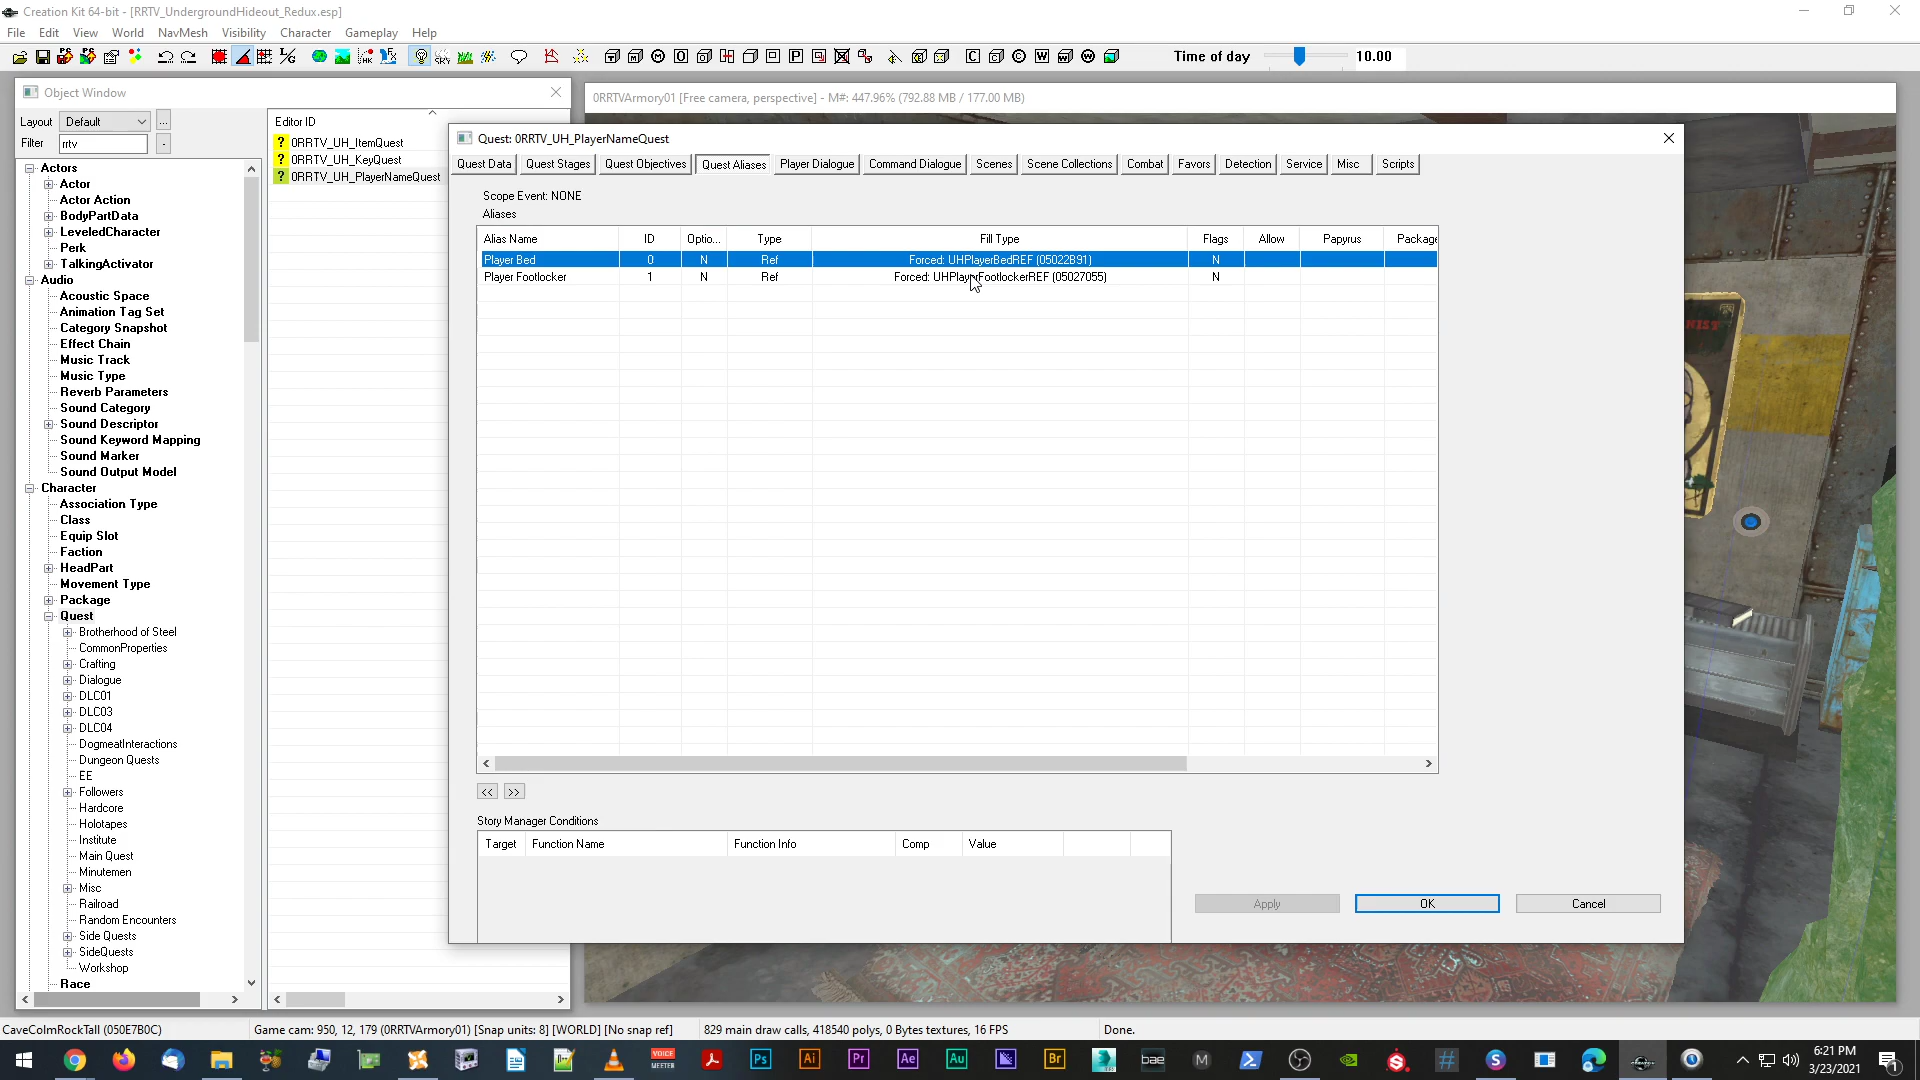 Creation Kit 64-bit - [RRTV_UndergroundHideout_Redux.esp]
File Edit View World NavMesh Visibility Character Gameplay Help
Time of day 10.00
Object Window
Layout Default ...
Filter rrtv -
Actors
Actor
Actor Action
BodyPartData
LeveledCharacter
Perk
TalkingActivator
Audio
Acoustic Space
Animation Tag Set
Category Snapshot
Effect Chain
Music Track
Music Type
Reverb Parameters
Sound Category
Sound Descriptor
Sound Keyword Mapping
Sound Marker
Sound Output Model
Character
Association Type
Class
Equip Slot
Faction
HeadPart
Movement Type
Package
Quest
Brotherhood of Steel
CommonProperties
Crafting
Dialogue
DLC01
DLC03
DLC04
DogmeatInteractions
Dungeon Quests
EE
Followers
Hardcore
Holotapes
Institute
Main Quest
Minutemen
Misc
Railroad
Random Encounters
Side Quests
SideQuests
Workshop
Race
Editor ID
0RRTV_UH_ItemQuest
0RRTV_UH_KeyQuest
0RRTV_UH_PlayerNameQuest
0RRTVArmory01 [Free camera, perspective] - M#: 447.96% (792.88 MB / 177.00 MB)
Quest: 0RRTV_UH_PlayerNameQuest
Quest Data Quest Stages Quest Objectives Quest Aliases Player Dialogue Command Dialogue Scenes Scene Collections Combat Favors Detection Service Misc Scripts
Scope Event: NONE
Aliases
Alias Name ID Optio... Type Fill Type Flags Allow Papyrus Package
Player Bed 0 N Ref Forced: UHPlayerBedREF (05022B91) N
Player Footlocker 1 N Ref Forced: UHPlayerFootlockerREF (05027055) N
<< >>
Story Manager Conditions
Target Function Name Function Info Comp Value
Apply OK Cancel
CaveColmRockTall (050E7B0C) Game cam: 950, 12, 179 (0RRTVArmory01) [Snap units: 8] [WORLD] [No snap ref] 829 main draw calls, 418540 polys, 0 Bytes textures, 16 FPS Done.
VOICE MEETER Ps Ai Pr Ae Au Br bae M # S
6:21 PM
3/23/2021
1